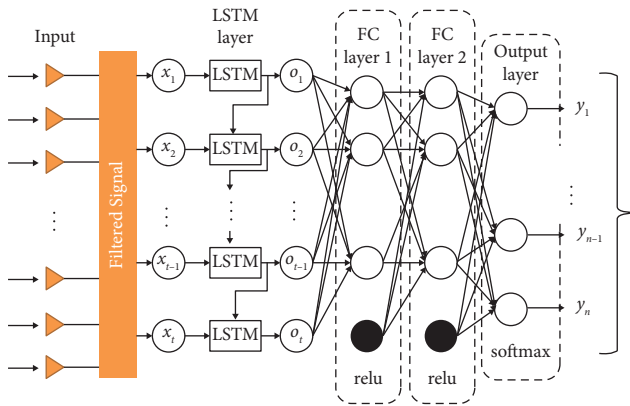 Input
LSTM
layer
FC
layer 1
FC
layer 2
Output
layer
Filtered Signal
x1
LSTM
o1
y1
x2
LSTM
o2
...
...
...
...
...
xt–1
LSTM
ot–1
yn–1
xt
LSTM
ot
yn
relu
relu
softmax